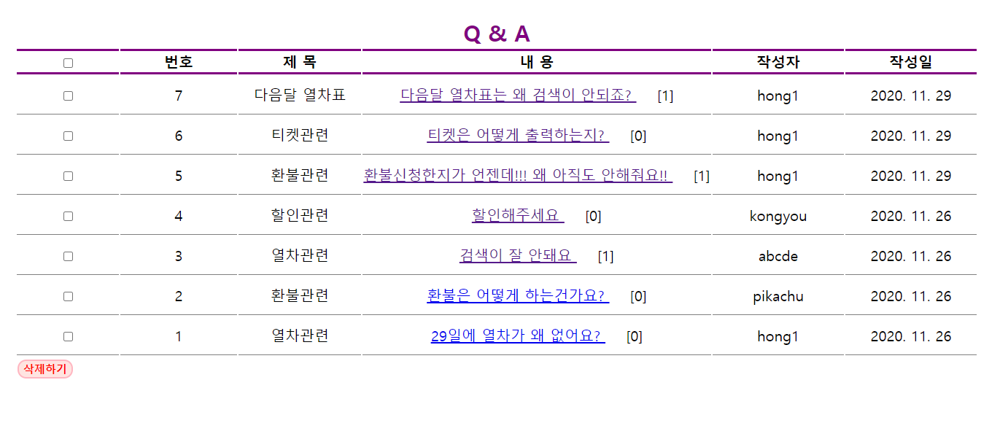 Q & A
번호 제 목 내 용 작성자 작성일
7 다음달 열차표 다음달 열차표는 왜 검색이 안되죠? [1] hong1 2020. 11. 29
6 티켓관련 티켓은 어떻게 출력하는지? [0] hong1 2020. 11. 29
5 환불관련 환불신청한지가 언젠데!!! 왜 아직도 안해줘요!! [1] hong1 2020. 11. 29
4 할인관련 할인해주세요 [0] kongyou 2020. 11. 26
3 열차관련 검색이 잘 안돼요 [1] abcde 2020. 11. 26
2 환불관련 환불은 어떻게 하는건가요? [0] pikachu 2020. 11. 26
1 열차관련 29일에 열차가 왜 없어요? [0] hong1 2020. 11. 26
삭제하기